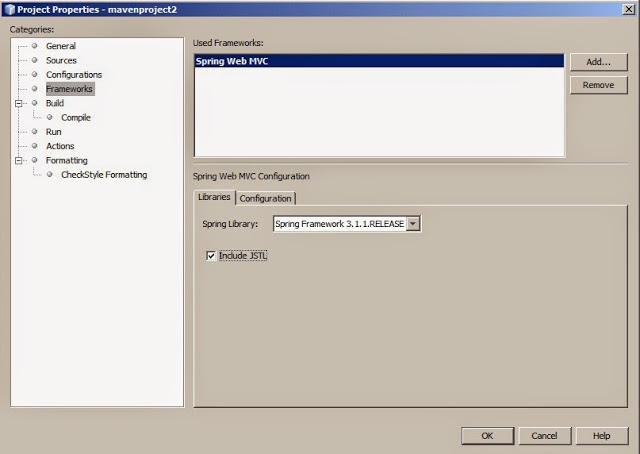 Project Properties - mavenproject2
Categories:
General
Sources
Configurations
Frameworks
Build
Compile
Run
Actions
Formatting
CheckStyle Formatting
Used Frameworks:
Spring Web MVC
Add...
Remove
Spring Web MVC Configuration
Libraries Configuration
Spring Library: Spring Framework 3.1.1.RELEASE
Include JSTL
OK Cancel Help